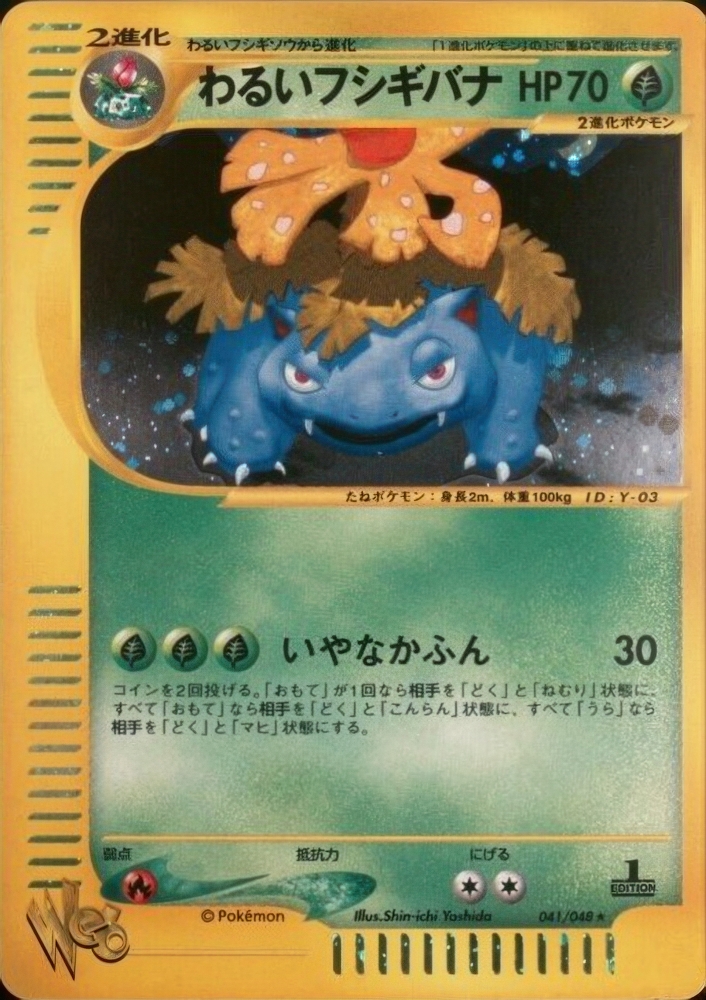 2進化 わるいフシギソウから進化 「1進化ポケモン」の上に重ねて進化させます。
わるいフシギバナ HP70
2進化ポケモン
たねポケモン：身長2m、体重100kg ID:Y-03
いやなかふん 30
コインを2回投げる。「おもて」が1回なら相手を「どく」と「ねむり」状態に、
すべて「おもて」なら相手を「どく」と「こんらん」状態に、すべて「うら」なら
相手を「どく」と「マヒ」状態にする。
弱点 抵抗力 にげる
1
EDITION
Web
© Pokémon Illus.Shin-ichi Yoshida 041/048 ★